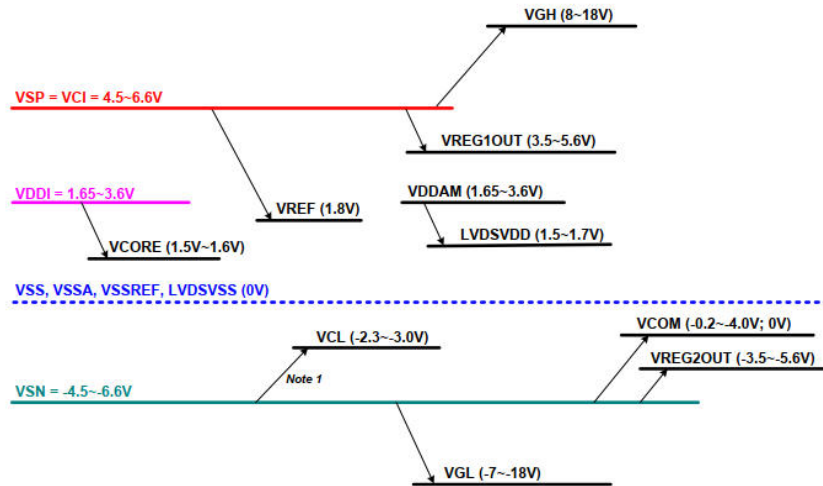 VGH (8~18V)
VSP = VCI = 4.5~6.6V
VREG1OUT (3.5~5.6V)
VDDI = 1.65~3.6V
VDDAM (1.65~3.6V)
VREF (1.8V)
LVDSVDD (1.5~1.7V)
VCORE (1.5V~1.6V)
VSS, VSSA, VSSREF, LVDSVSS (0V)
VCOM (-0.2~-4.0V; 0V)
VCL (-2.3~-3.0V)
VREG2OUT (-3.5~-5.6V)
Note 1
VSN = -4.5~-6.6V
VGL (-7~-18V)